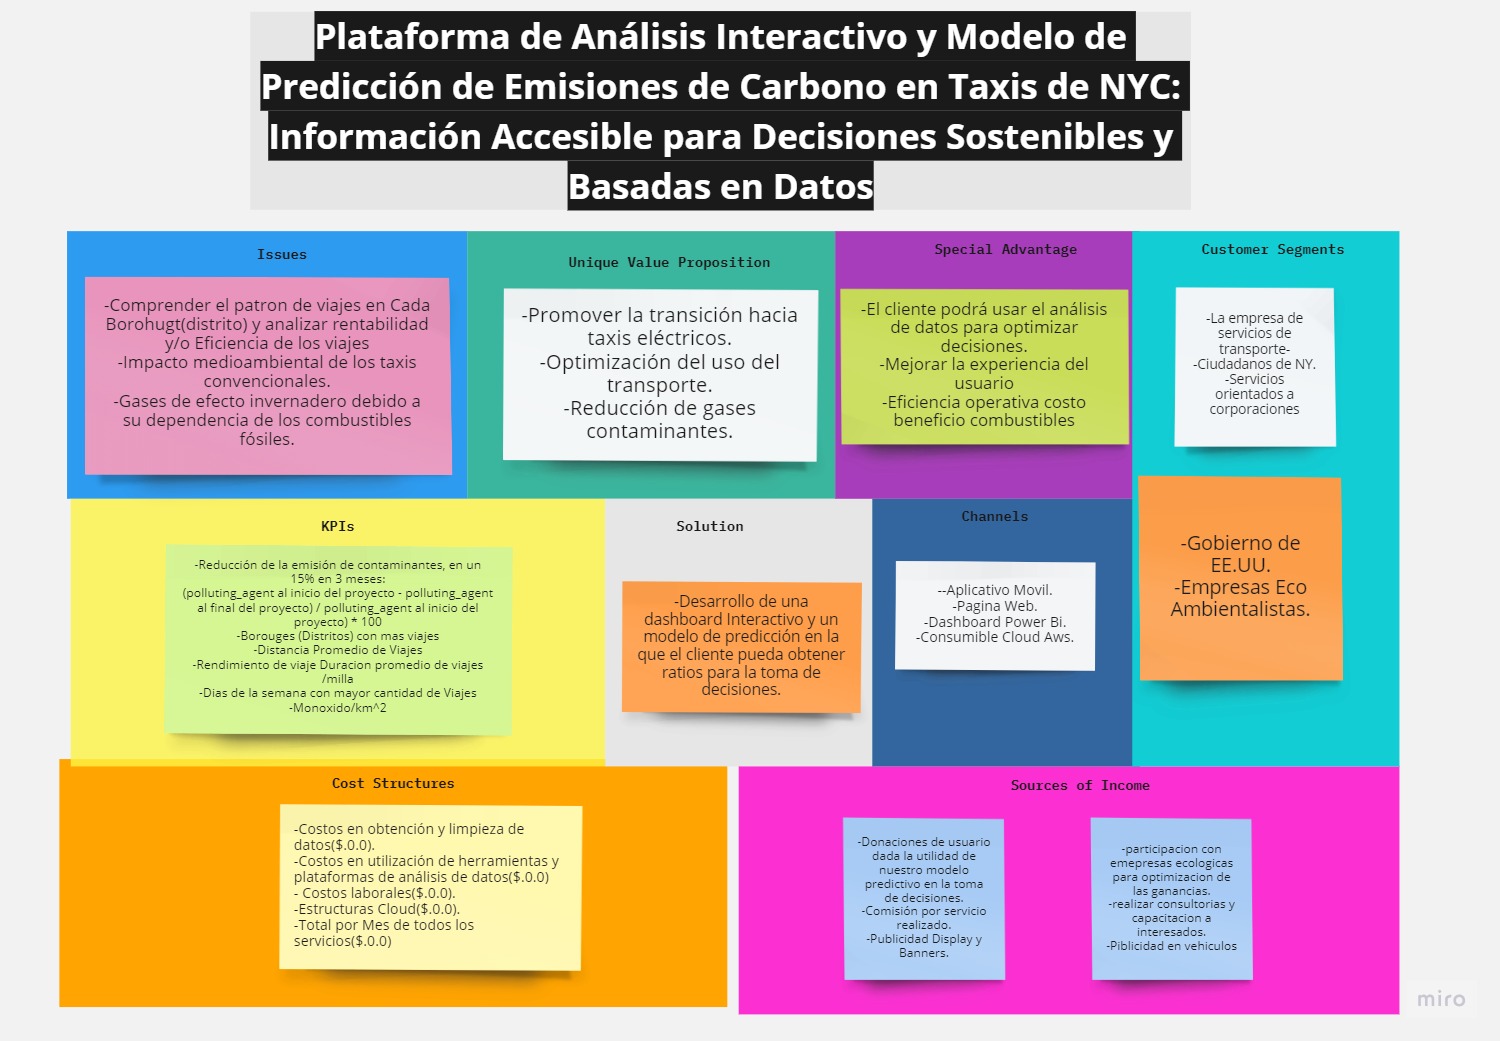 Plataforma de Análisis Interactivo y Modelo de
Predicción de Emisiones de Carbono en Taxis de NYC:
Información Accesible para Decisiones Sostenibles y
Basadas en Datos
Issues
-Comprender el patron de viajes en Cada
Borohugt(distrito) y analizar rentabilidad
y/o Eficiencia de los viajes
-Impacto medioambiental de los taxis
convencionales.
-Gases de efecto invernadero debido a
su dependencia de los combustibles
fósiles.
Unique Value Proposition
-Promover la transición hacia
taxis eléctricos.
-Optimización del uso del
transporte.
-Reducción de gases
contaminantes.
Special Advantage
-El cliente podrá usar el análisis
de datos para optimizar
decisiones.
-Mejorar la experiencia del
usuario
-Eficiencia operativa costo
beneficio combustibles
Customer Segments
-La empresa de
servicios de
transporte-
-Ciudadanos de NY.
-Servicios
orientados a
corporaciones
-Gobierno de
EE.UU.
-Empresas Eco
Ambientalistas.
KPIs
-Reducción de la emisión de contaminantes, en un
15% en 3 meses:
(polluting_agent al inicio del proyecto - polluting_agent
al final del proyecto) / polluting_agent al inicio del
proyecto) * 100
-Borouges (Distritos) con mas viajes
-Distancia Promedio de Viajes
-Rendimiento de viaje Duracion promedio de viajes
/milla
-Dias de la semana con mayor cantidad de Viajes
-Monoxido/km^2
Solution
-Desarrollo de una
dashboard Interactivo y un
modelo de predicción en la
que el cliente pueda obtener
ratios para la toma de
decisiones.
Channels
--Aplicativo Movil.
-Pagina Web.
-Dashboard Power Bi.
-Consumible Cloud Aws.
Cost Structures
-Costos en obtención y limpieza de
datos($.0.0).
-Costos en utilización de herramientas y
plataformas de análisis de datos($.0.0)
- Costos laborales($.0.0).
-Estructuras Cloud($.0.0).
-Total por Mes de todos los
servicios($.0.0)
Sources of Income
-Donaciones de usuario
dada la utilidad de
nuestro modelo
predictivo en la toma
de decisiones.
-Comisión por servicio
realizado.
-Publicidad Display y
Banners.
-participacion con
emepresas ecologicas
para optimizacion de
las ganancias.
-realizar consultorias y
capacitacion a
interesados.
-Piblicidad en vehiculos
miro